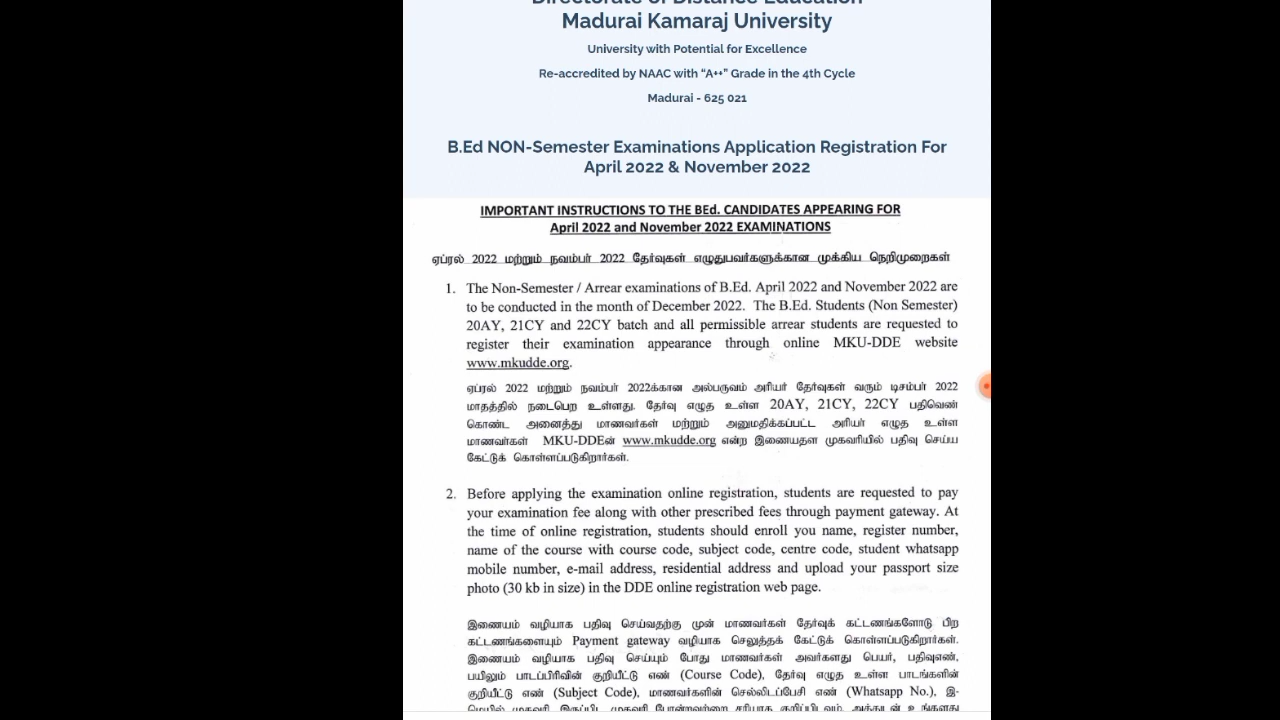 Directorate of Distance Education
Madurai Kamaraj University
University with Potential for Excellence
Re-accredited by NAAC with “A++” Grade in the 4th Cycle
Madurai - 625 021
B.Ed NON-Semester Examinations Application Registration For
April 2022 & November 2022
IMPORTANT INSTRUCTIONS TO THE BEd. CANDIDATES APPEARING FOR
April 2022 and November 2022 EXAMINATIONS
ஏப்ரல் 2022 மற்றும் நவம்பர் 2022 தேர்வுகள் எழுதுபவர்களுக்கான முக்கிய நெறிமுறைகள்
1. The Non-Semester / Arrear examinations of B.Ed. April 2022 and November 2022 are
to be conducted in the month of December 2022. The B.Ed. Students (Non Semester)
20AY, 21CY and 22CY batch and all permissible arrear students are requested to
register their examination appearance through online MKU-DDE website
www.mkudde.org.
ஏப்ரல் 2022 மற்றும் நவம்பர் 2022க்கான அல்பருவம் அரியர் தேர்வுகள் வரும் டிசம்பர் 2022
மாதத்தில் நடைபெற உள்ளது. தேர்வு எழுத உள்ள 20AY, 21CY, 22CY பதிவெண்
கொண்ட அனைத்து மாணவர்கள் மற்றும் அனுமதிக்கப்பட்ட அரியர் எழுத உள்ள
மாணவர்கள் MKU-DDEன் www.mkudde.org என்ற இணையதள முகவரியில் பதிவு செய்ய
கேட்டுக் கொள்ளப்படுகிறார்கள்.
2. Before applying the examination online registration, students are requested to pay
your examination fee along with other prescribed fees through payment gateway. At
the time of online registration, students should enroll you name, register number,
name of the course with course code, subject code, centre code, student whatsapp
mobile number, e-mail address, residential address and upload your passport size
photo (30 kb in size) in the DDE online registration web page.
இணையம் வழியாக பதிவு செய்வதற்கு முன் மாணவர்கள் தேர்வுக் கட்டணங்களோடு பிற
கட்டணங்களையும் Payment gateway வழியாக செலுத்தக் கேட்டுக் கொள்ளப்படுகிறார்கள்.
இணையம் வழியாக பதிவு செய்யும் போது மாணவர்கள் அவர்களது பெயர், பதிவுஎண்,
பயிலும் பாடப்பிரிவின் குறியீட்டு எண் (Course Code), தேர்வு எழுத உள்ள பாடங்களின்
குறியீட்டு எண் (Subject Code), மாணவர்களின் செல்லிடப்பேசி எண் (Whatsapp No.), இ-
மெயில் முகவரி, இருப்பிட முகவரி போன்றவற்றை சரியாக குறிப்பிடவும். அத்துடன் உங்களது